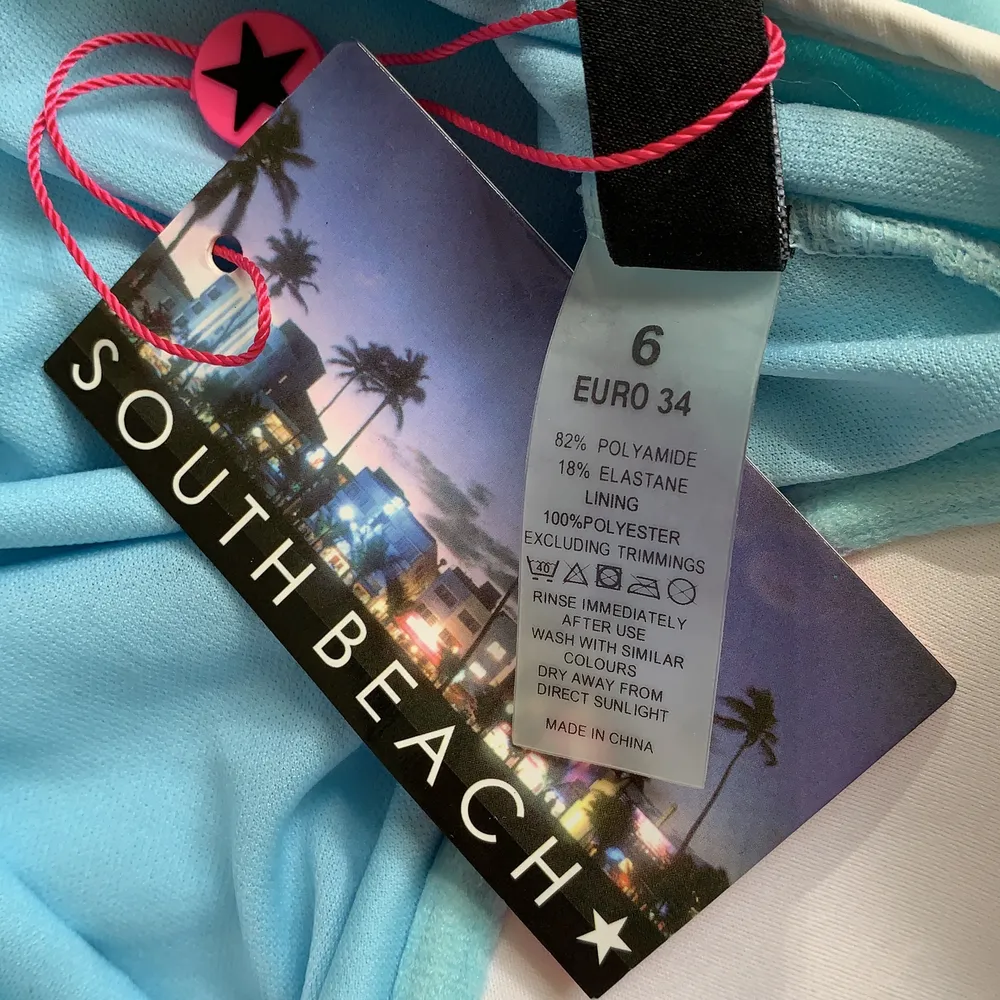 SOUTH BEACH
6
EURO 34
82% POLYAMIDE
18% ELASTANE
LINING
100%POLYESTER
EXCLUDING TRIMMINGS
40
RINSE IMMEDIATELY
AFTER USE
WASH WITH SIMILAR
COLOURS
DRY AWAY FROM
DIRECT SUNLIGHT
MADE IN CHINA